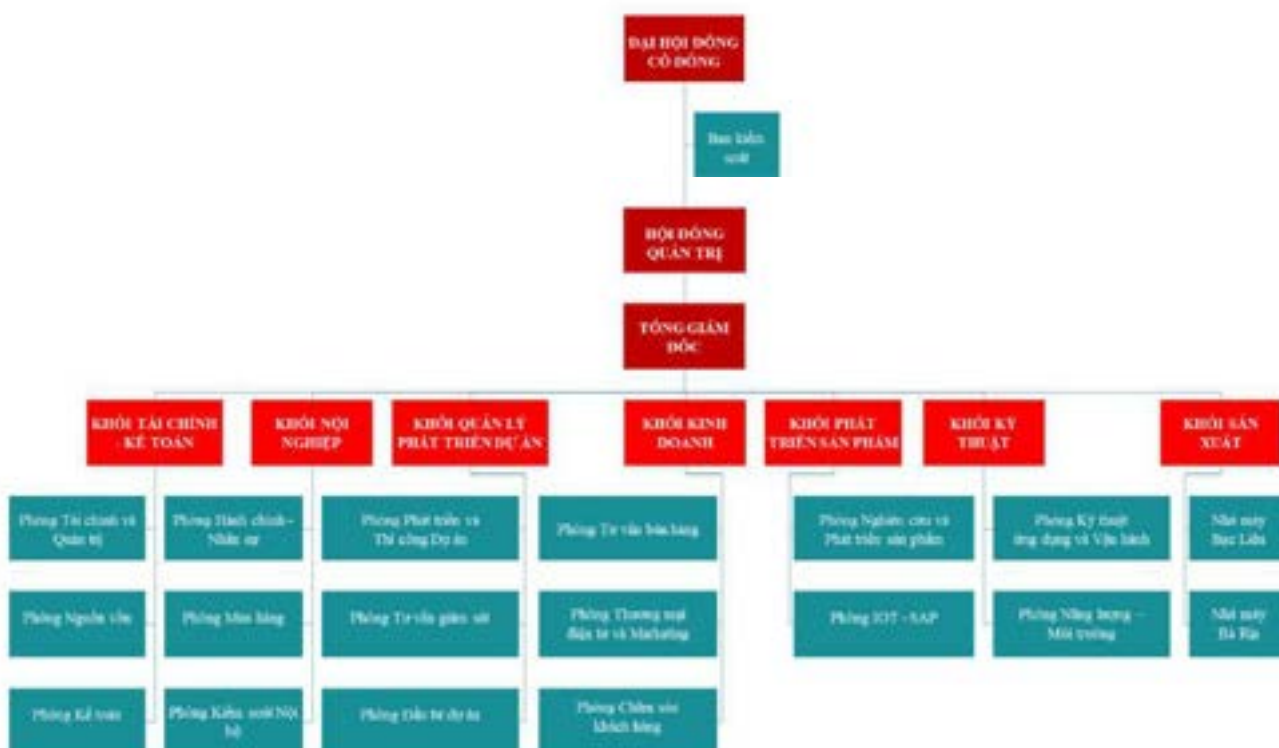 ĐẠI HỘI ĐỒNG
CỔ ĐÔNG
Ban kiểm
soát
HỘI ĐỒNG
QUẢN TRỊ
TỔNG GIÁM
ĐỐC
KHỐI TÀI CHÍNH
- KẾ TOÁN
KHỐI NỘI
NGHIỆP
KHỐI QUẢN LÝ
PHÁT TRIỂN DỰ ÁN
KHỐI KINH
DOANH
KHỐI PHÁT
TRIỂN SẢN PHẨM
KHỐI KỸ
THUẬT
KHỐI SẢN
XUẤT
Phòng Tài chính và
Quản trị
Phòng Hành chính –
Nhân sự
Phòng Phát triển và
Thi công Dự án
Phòng Tư vấn bán hàng
Phòng Nghiên cứu và
Phát triển sản phẩm
Phòng Kỹ thuật
ứng dụng và Vận hành
Nhà máy
Bạc Liêu
Phòng Nguồn vốn
Phòng Mua hàng
Phòng Tư vấn giám sát
Phòng Thương mại
điện tử và Marketing
Phòng IOT - SAP
Phòng Năng lượng –
Môi trường
Nhà máy
Bà Rịa
Phòng Kế toán
Phòng Kiểm soát Nội
bộ
Phòng Đầu tư dự án
Phòng Chăm sóc
khách hàng